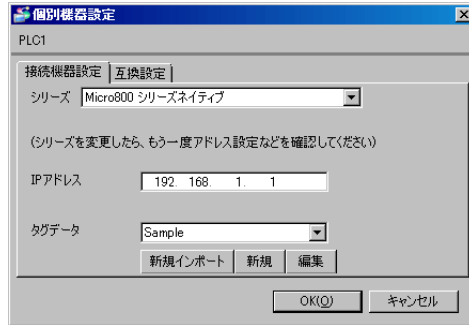 個別機器設定
PLC1
接続機器設定 互換設定
シリーズ Micro800 シリーズネイティブ
(シリーズを変更したら、もう一度アドレス設定などを確認してください)
IPアドレス 192. 168. 1. 1
タグデータ Sample
新規インポート 新規 編集
OK(O) キャンセル